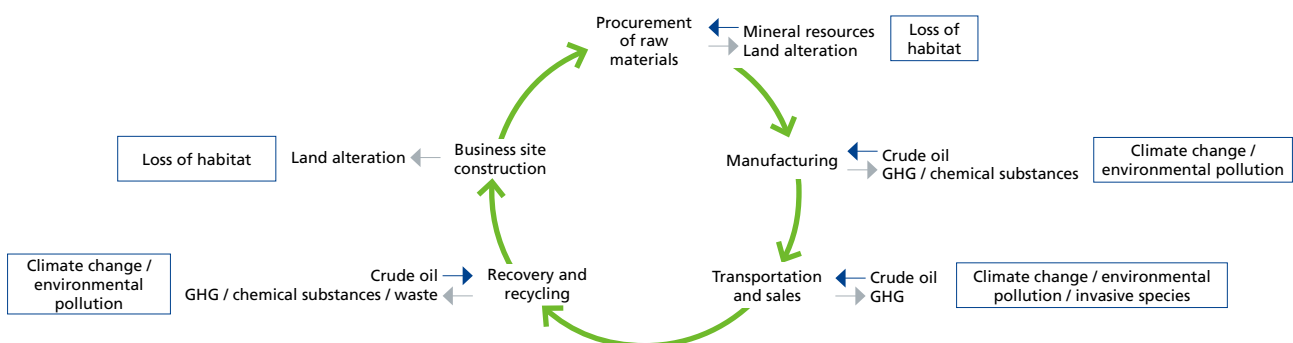 Procurement
of raw
materials
Mineral resources
Land alteration
Loss of
habitat
Manufacturing
Crude oil
GHG / chemical substances
Climate change /
environmental pollution
Transportation
and sales
Crude oil
GHG
Climate change / environmental
pollution / invasive species
Recovery and
recycling
Crude oil
GHG / chemical substances / waste
Climate change /
environmental
pollution
Business site
construction
Land alteration
Loss of habitat